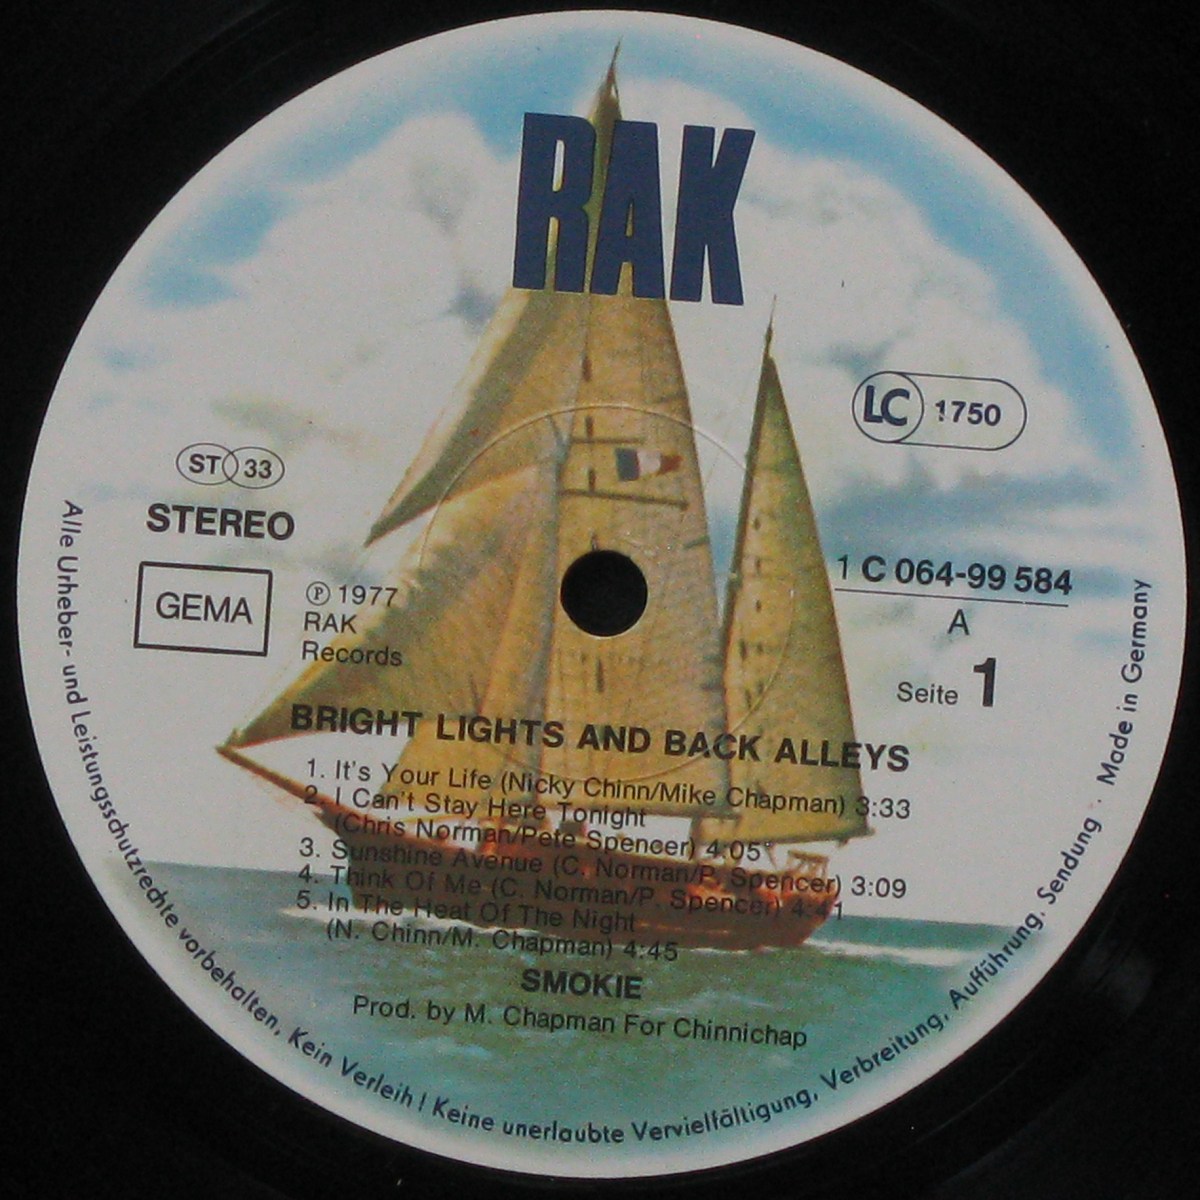 RAK
LC 1750
ST 33
STEREO
GEMA
℗ 1977
RAK
Records
1 C 064-99 584
A
Seite 1
BRIGHT LIGHTS AND BACK ALLEYS
1. It's Your Life (Nicky Chinn/Mike Chapman) 3:33
2. I Can't Stay Here Tonight
(Chris Norman/Pete Spencer) 4:05
3. Sunshine Avenue (C. Norman/P. Spencer) 3:09
4. Think Of Me (C. Norman/P. Spencer) 4:41
5. In The Heat Of The Night
(N. Chinn/M. Chapman) 4:45
SMOKIE
Prod. by M. Chapman For Chinnichap
Alle Urheber- und Leistungsschutzrechte vorbehalten, Kein Verleih! Keine unerlaubte Vervielfältigung, Verbreitung, Aufführung, Sendung · Made in Germany